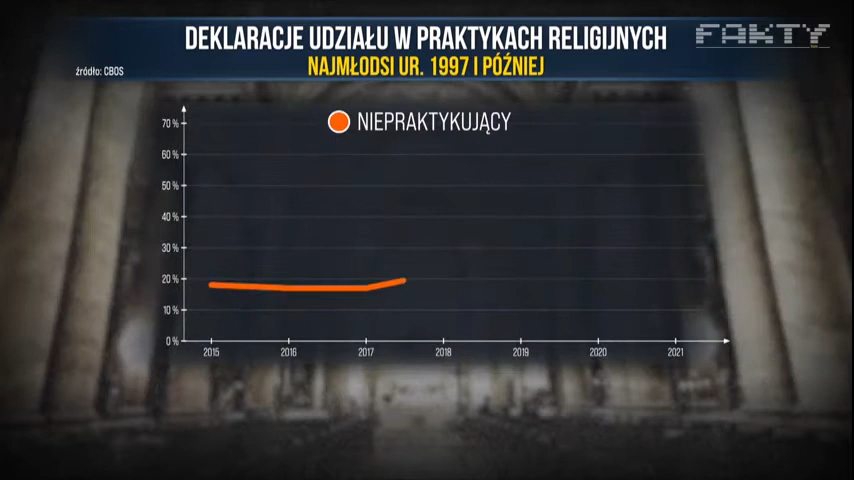 DEKLARACJE UDZIAŁU W PRAKTYKACH RELIGIJNYCH
FAKTY
NAJMŁODSI UR. 1997 I PÓŹNIEJ
źródło: CBOS
NIEPRAKTYKUJĄCY
70 %
60 %
50 %
40 %
30 %
20 %
10 %
0 %
2015 2016 2017 2018 2019 2020 2021